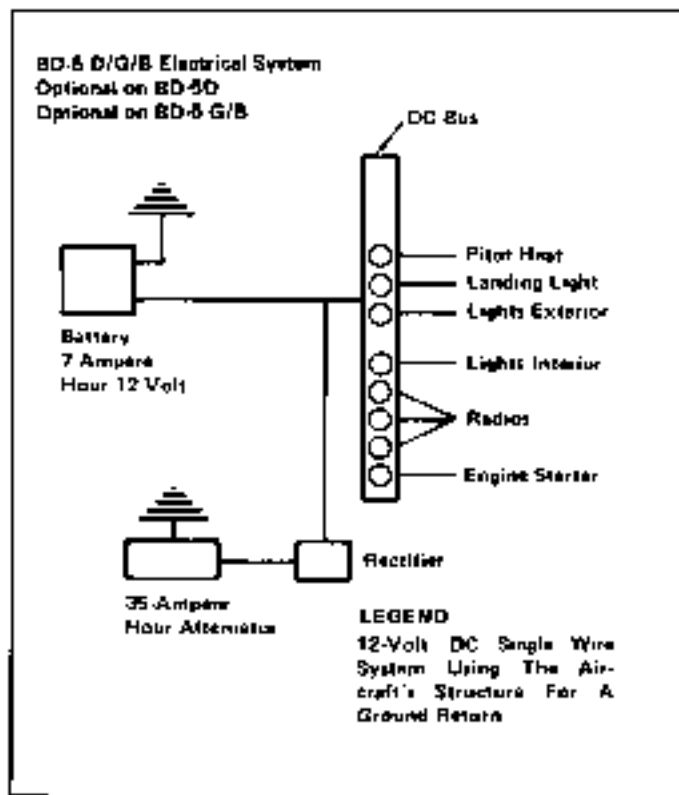 BD-5 D/G/B Electrical System
Optional on BD-5D
Optional on BD-5 G/B
DC Bus
Pitot Heat
Landing Light
Lights Exterior
Battery
7 Ampere
Hour 12 Volt
Lights Interior
Radios
Engine Starter
Rectifier
35-Ampere
Hour Alternator
LEGEND
12-Volt DC Single Wire
System Using The Air-
craft's Structure For A
Ground Return